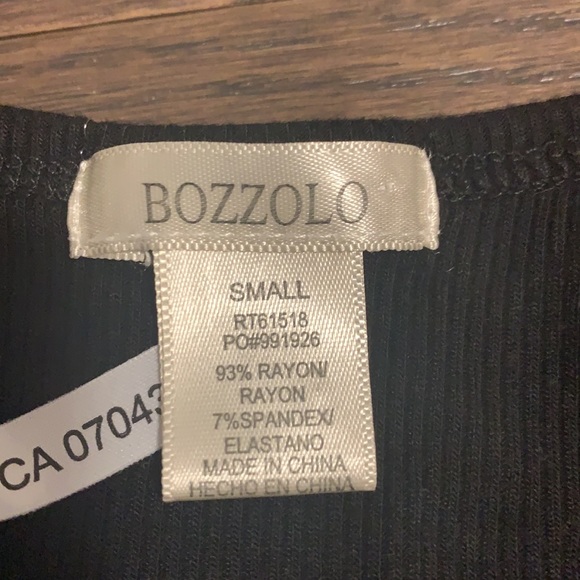 BOZZOLO
SMALL
RT61518
PO#991926
93% RAYON/
RAYON
7%SPANDEX/
ELASTANO
MADE IN CHINA
HECHO EN CHINA
CA 07043